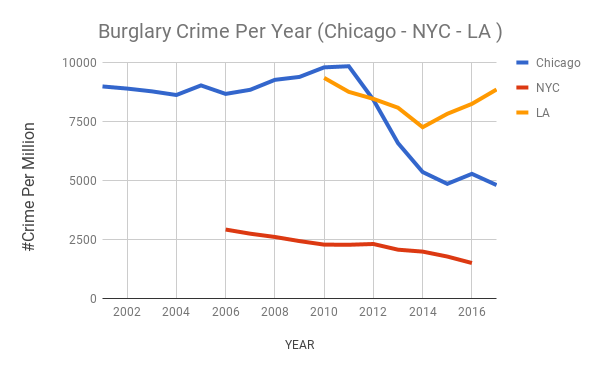 Burglary Crime Per Year (Chicago - NYC - LA )
10000
7500
5000
2500
0
#Crime Per Million
2002 2004 2006 2008 2010 2012 2014 2016
YEAR
Chicago
NYC
LA